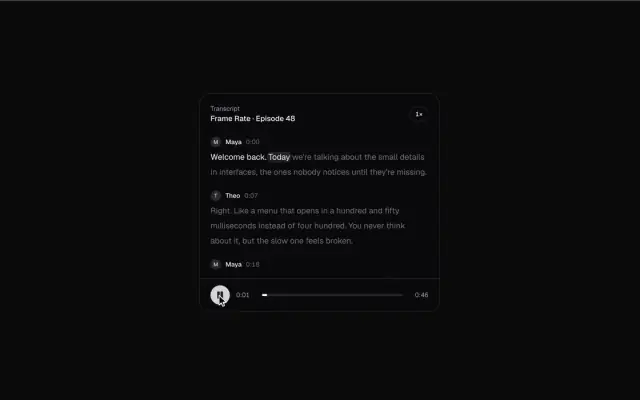 Transcript
Frame Rate · Episode 48
1×
M Maya 0:00
Welcome back. Today we're talking about the small details
in interfaces, the ones nobody notices until they're missing.
T Theo 0:07
Right. Like a menu that opens in a hundred and fifty
milliseconds instead of four hundred. You never think
about it, but the slow one feels broken.
M Maya 0:16
0:01 0:46